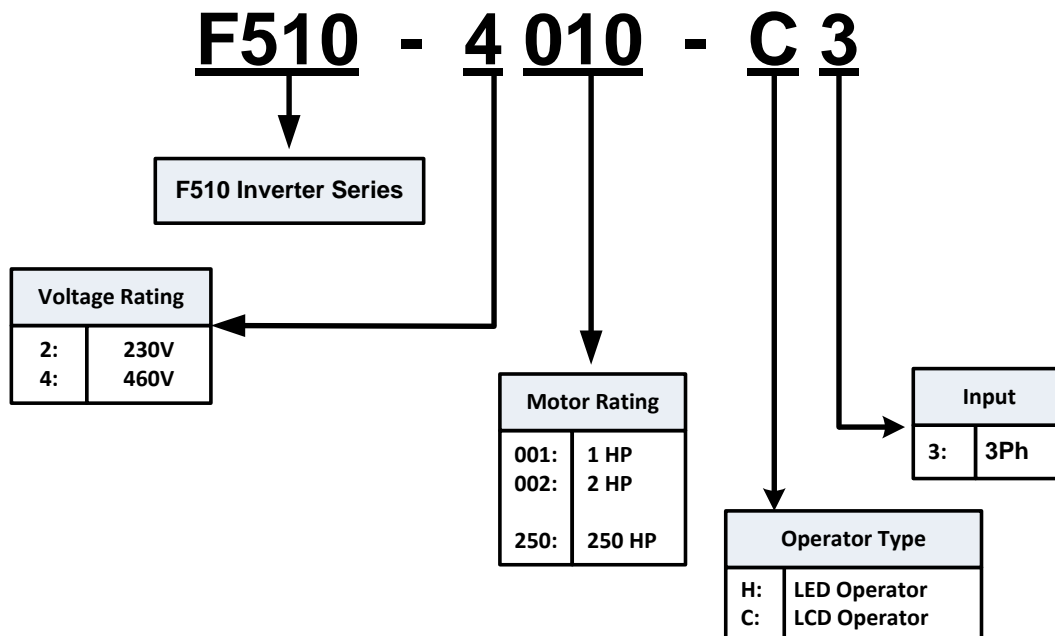 F510 - 4 010 - C 3
F510 Inverter Series
Voltage Rating
2: 230V
4: 460V
Motor Rating
001: 1 HP
002: 2 HP
250: 250 HP
Input
3: 3Ph
Operator Type
H: LED Operator
C: LCD Operator